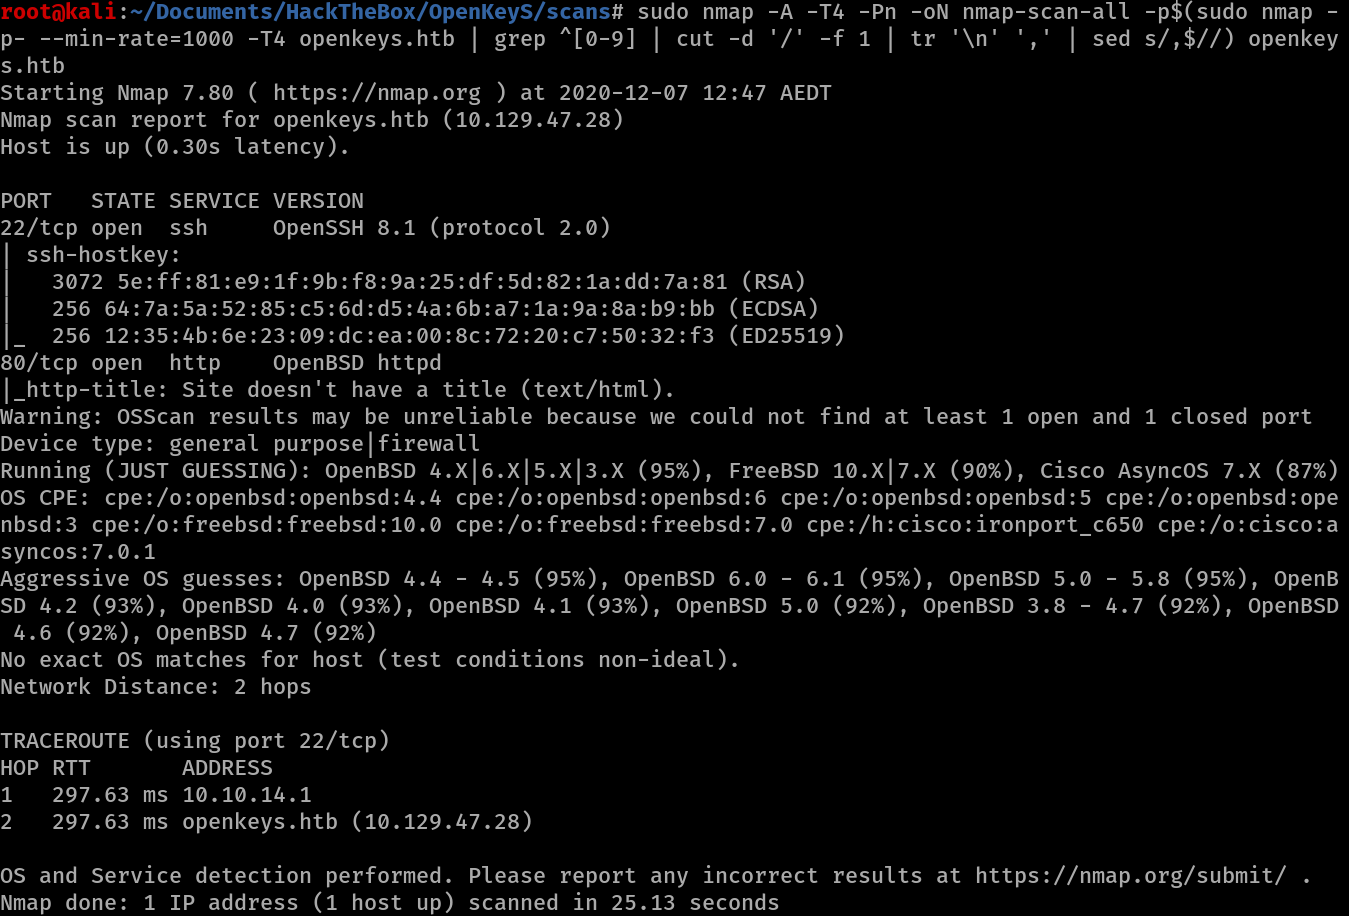 root@kali:~/Documents/HackTheBox/OpenKeyS/scans# sudo nmap -A -T4 -Pn -oN nmap-scan-all -p$(sudo nmap -
p- --min-rate=1000 -T4 openkeys.htb | grep ^[0-9] | cut -d '/' -f 1 | tr '\n' ',' | sed s/,$//) openkey
s.htb
Starting Nmap 7.80 ( https://nmap.org ) at 2020-12-07 12:47 AEDT
Nmap scan report for openkeys.htb (10.129.47.28)
Host is up (0.30s latency).

PORT   STATE SERVICE VERSION
22/tcp open  ssh     OpenSSH 8.1 (protocol 2.0)
| ssh-hostkey:
|   3072 5e:ff:81:e9:1f:9b:f8:9a:25:df:5d:82:1a:dd:7a:81 (RSA)
|   256 64:7a:5a:52:85:c5:6d:d5:4a:6b:a7:1a:9a:8a:b9:bb (ECDSA)
|_  256 12:35:4b:6e:23:09:dc:ea:00:8c:72:20:c7:50:32:f3 (ED25519)
80/tcp open  http    OpenBSD httpd
|_http-title: Site doesn't have a title (text/html).
Warning: OSScan results may be unreliable because we could not find at least 1 open and 1 closed port
Device type: general purpose|firewall
Running (JUST GUESSING): OpenBSD 4.X|6.X|5.X|3.X (95%), FreeBSD 10.X|7.X (90%), Cisco AsyncOS 7.X (87%)
OS CPE: cpe:/o:openbsd:openbsd:4.4 cpe:/o:openbsd:openbsd:6 cpe:/o:openbsd:openbsd:5 cpe:/o:openbsd:ope
nbsd:3 cpe:/o:freebsd:freebsd:10.0 cpe:/o:freebsd:freebsd:7.0 cpe:/h:cisco:ironport_c650 cpe:/o:cisco:a
syncos:7.0.1
Aggressive OS guesses: OpenBSD 4.4 - 4.5 (95%), OpenBSD 6.0 - 6.1 (95%), OpenBSD 5.0 - 5.8 (95%), OpenB
SD 4.2 (93%), OpenBSD 4.0 (93%), OpenBSD 4.1 (93%), OpenBSD 5.0 (92%), OpenBSD 3.8 - 4.7 (92%), OpenBSD
 4.6 (92%), OpenBSD 4.7 (92%)
No exact OS matches for host (test conditions non-ideal).
Network Distance: 2 hops

TRACEROUTE (using port 22/tcp)
HOP RTT       ADDRESS
1   297.63 ms 10.10.14.1
2   297.63 ms openkeys.htb (10.129.47.28)

OS and Service detection performed. Please report any incorrect results at https://nmap.org/submit/ .
Nmap done: 1 IP address (1 host up) scanned in 25.13 seconds